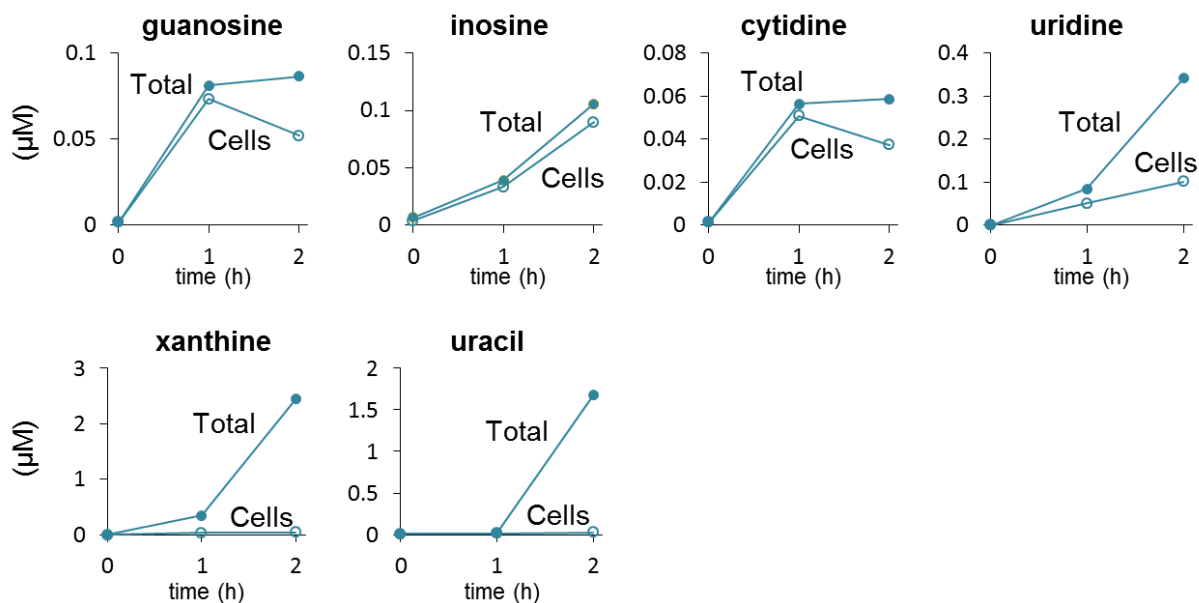 guanosine
0.1
0.05
0
(µM)
Total
Cells
0 1 2
time (h)
inosine
0.15
0.1
0.05
0
Total
Cells
0 1 2
time (h)
cytidine
0.08
0.06
0.04
0.02
0
Total
Cells
0 1 2
time (h)
uridine
0.4
0.3
0.2
0.1
0
Total
Cells
0 1 2
time (h)
xanthine
3
2
1
0
(µM)
Total
Cells
0 1 2
time (h)
uracil
2
1.5
1
0.5
0
Total
Cells
0 1 2
time (h)